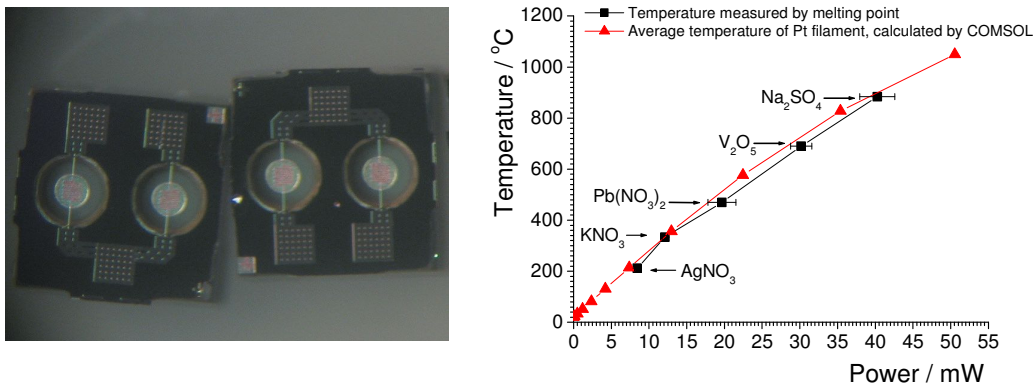 Temperature measured by melting point
Average temperature of Pt filament, calculated by COMSOL
Temperature / °C
1200
1000
800
600
400
200
0
Na₂SO₄
V₂O₅
Pb(NO₃)₂
KNO₃
AgNO₃
0 5 10 15 20 25 30 35 40 45 50 55
Power / mW